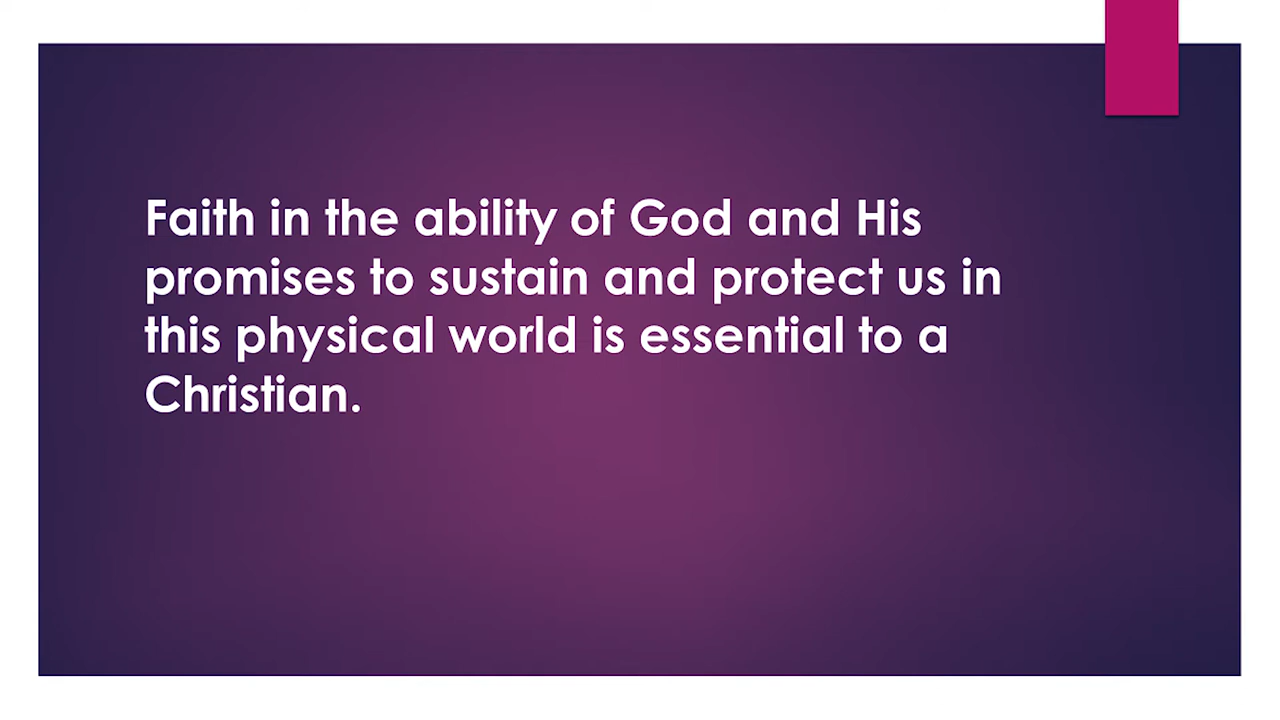 Faith in the ability of God and His
promises to sustain and protect us in
this physical world is essential to a
Christian.